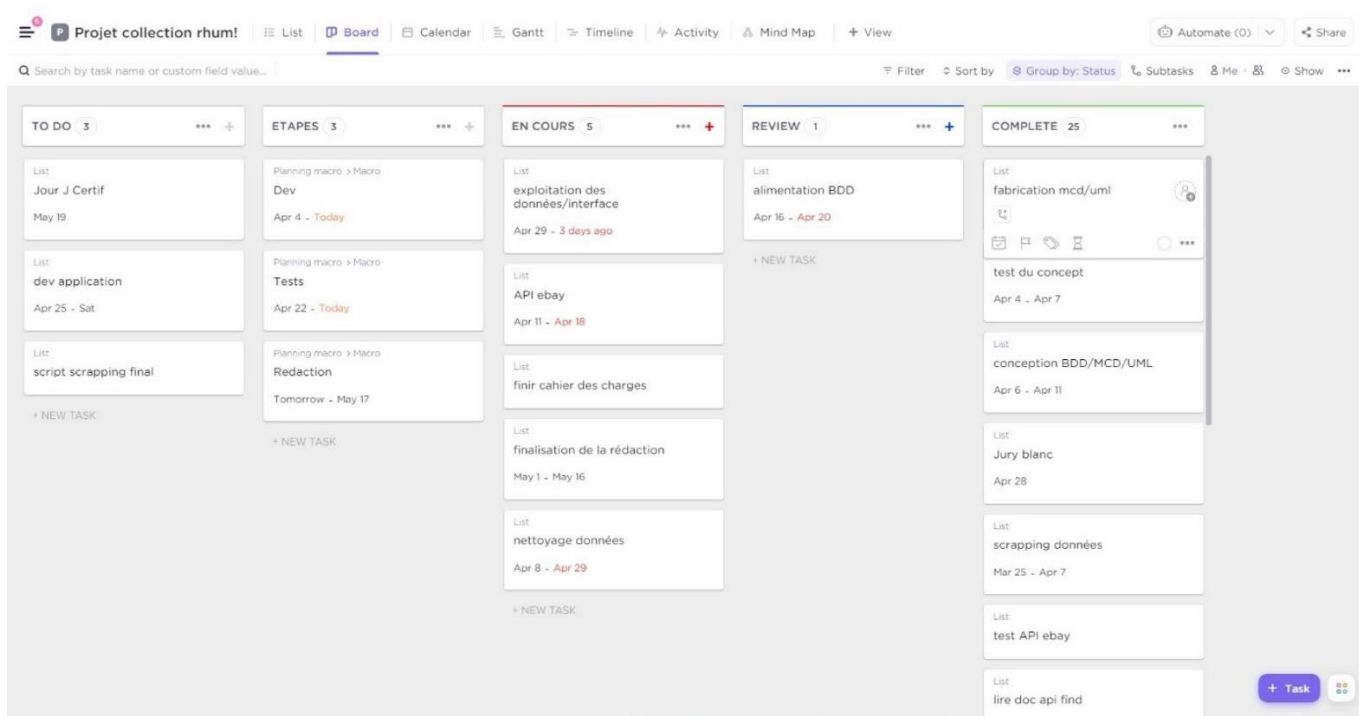 6
P Projet collection rhum! List Board Calendar Gantt Timeline Activity Mind Map + View Automate (0) Share
Search by task name or custom field value... Filter Sort by Group by: Status Subtasks Me Show
TO DO 3
List
Jour J Certif
May 19
List
dev application
Apr 25 - Sat
List
script scrapping final
+ NEW TASK
ETAPES 3
Planning macro > Macro
Dev
Apr 4 - Today
Planning macro > Macro
Tests
Apr 22 - Today
Planning macro > Macro
Redaction
Tomorrow - May 17
+ NEW TASK
EN COURS 5
List
exploitation des
données/interface
Apr 29 - 3 days ago
List
API ebay
Apr 11 - Apr 18
List
finir cahier des charges
List
finalisation de la rédaction
May 1 - May 16
List
nettoyage données
Apr 8 - Apr 29
+ NEW TASK
REVIEW 1
List
alimentation BDD
Apr 16 - Apr 20
+ NEW TASK
COMPLETE 25
List
fabrication mcd/uml
test du concept
Apr 4 - Apr 7
List
conception BDD/MCD/UML
Apr 6 - Apr 11
List
Jury blanc
Apr 28
List
scrapping données
Mar 25 - Apr 7
List
test API ebay
List
lire doc api find
+ Task